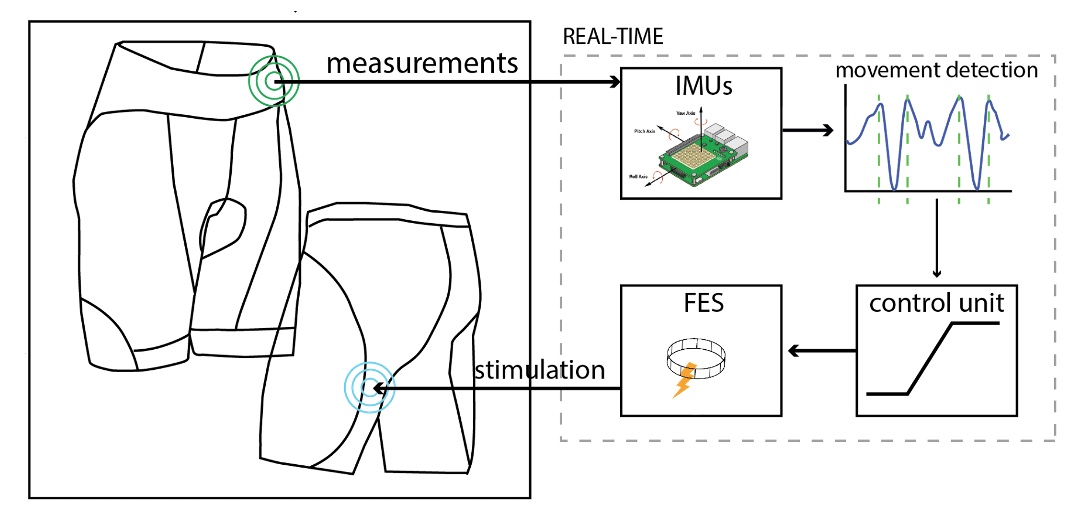 REAL-TIME
measurements
IMUs
Yaw Axis
Pitch Axis
Roll Axis
movement detection
FES
control unit
stimulation